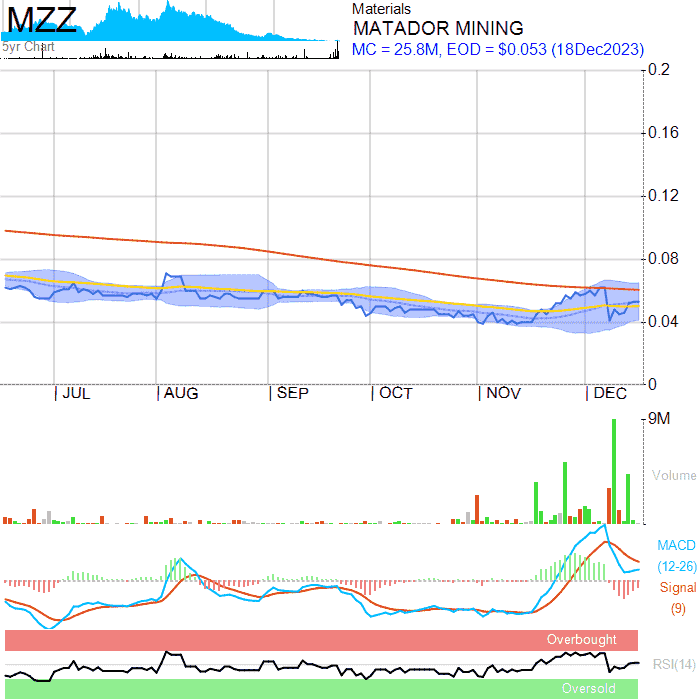 MZZ
5yr Chart
Materials
MATADOR MINING
MC = 25.8M, EOD = $0.053 (18Dec2023)
0.2
0.16
0.12
0.08
0.04
0
JUL AUG SEP OCT NOV DEC
9M
Volume
MACD
(12-26)
Signal
(9)
Overbought
RSI(14)
Oversold